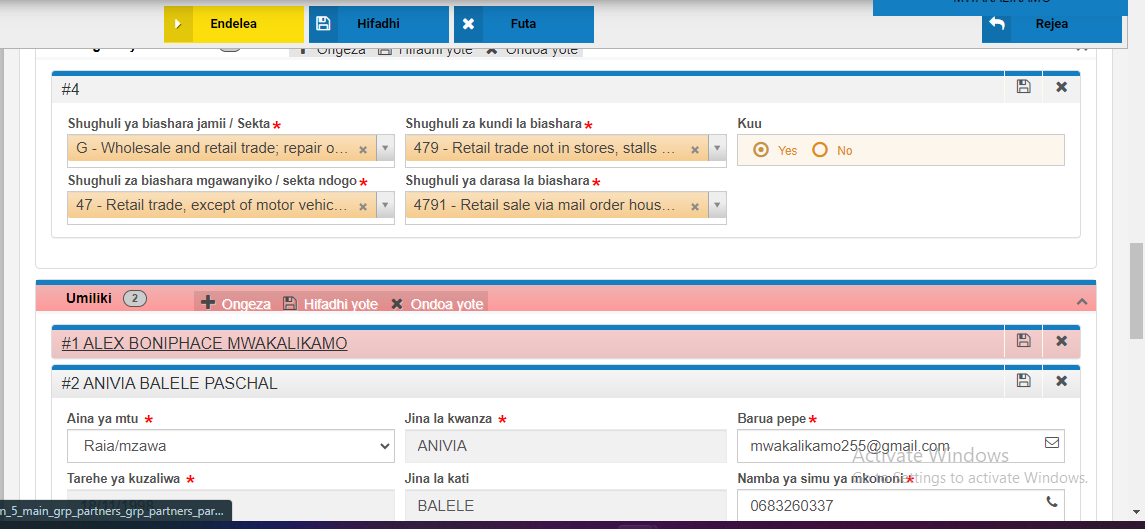 Endelea
Hifadhi
Futa
Rejea
Ongeza Hifadhi yote Ondoa yote
#4
Shughuli ya biashara jamii / Sekta *
Shughuli za kundi la biashara *
Kuu
G - Wholesale and retail trade; repair o...
479 - Retail trade not in stores, stalls ...
Yes No
Shughuli za biashara mgawanyiko / sekta ndogo *
Shughuli ya darasa la biashara *
47 - Retail trade, except of motor vehic...
4791 - Retail sale via mail order hous...
Umiliki 2 Ongeza Hifadhi yote Ondoa yote
#1 ALEX BONIPHACE MWAKALIKAMO
#2 ANIVIA BALELE PASCHAL
Aina ya mtu *
Jina la kwanza *
Barua pepe *
Raia/mzawa
ANIVIA
mwakalikamo255@gmail.com
Activate Windows
Tarehe ya kuzaliwa *
Jina la kati
Namba ya simu ya mkononi *
Go to Settings to activate Windows.
BALELE
0683260337
n_5_main_grp_partners_grp_partners_par...